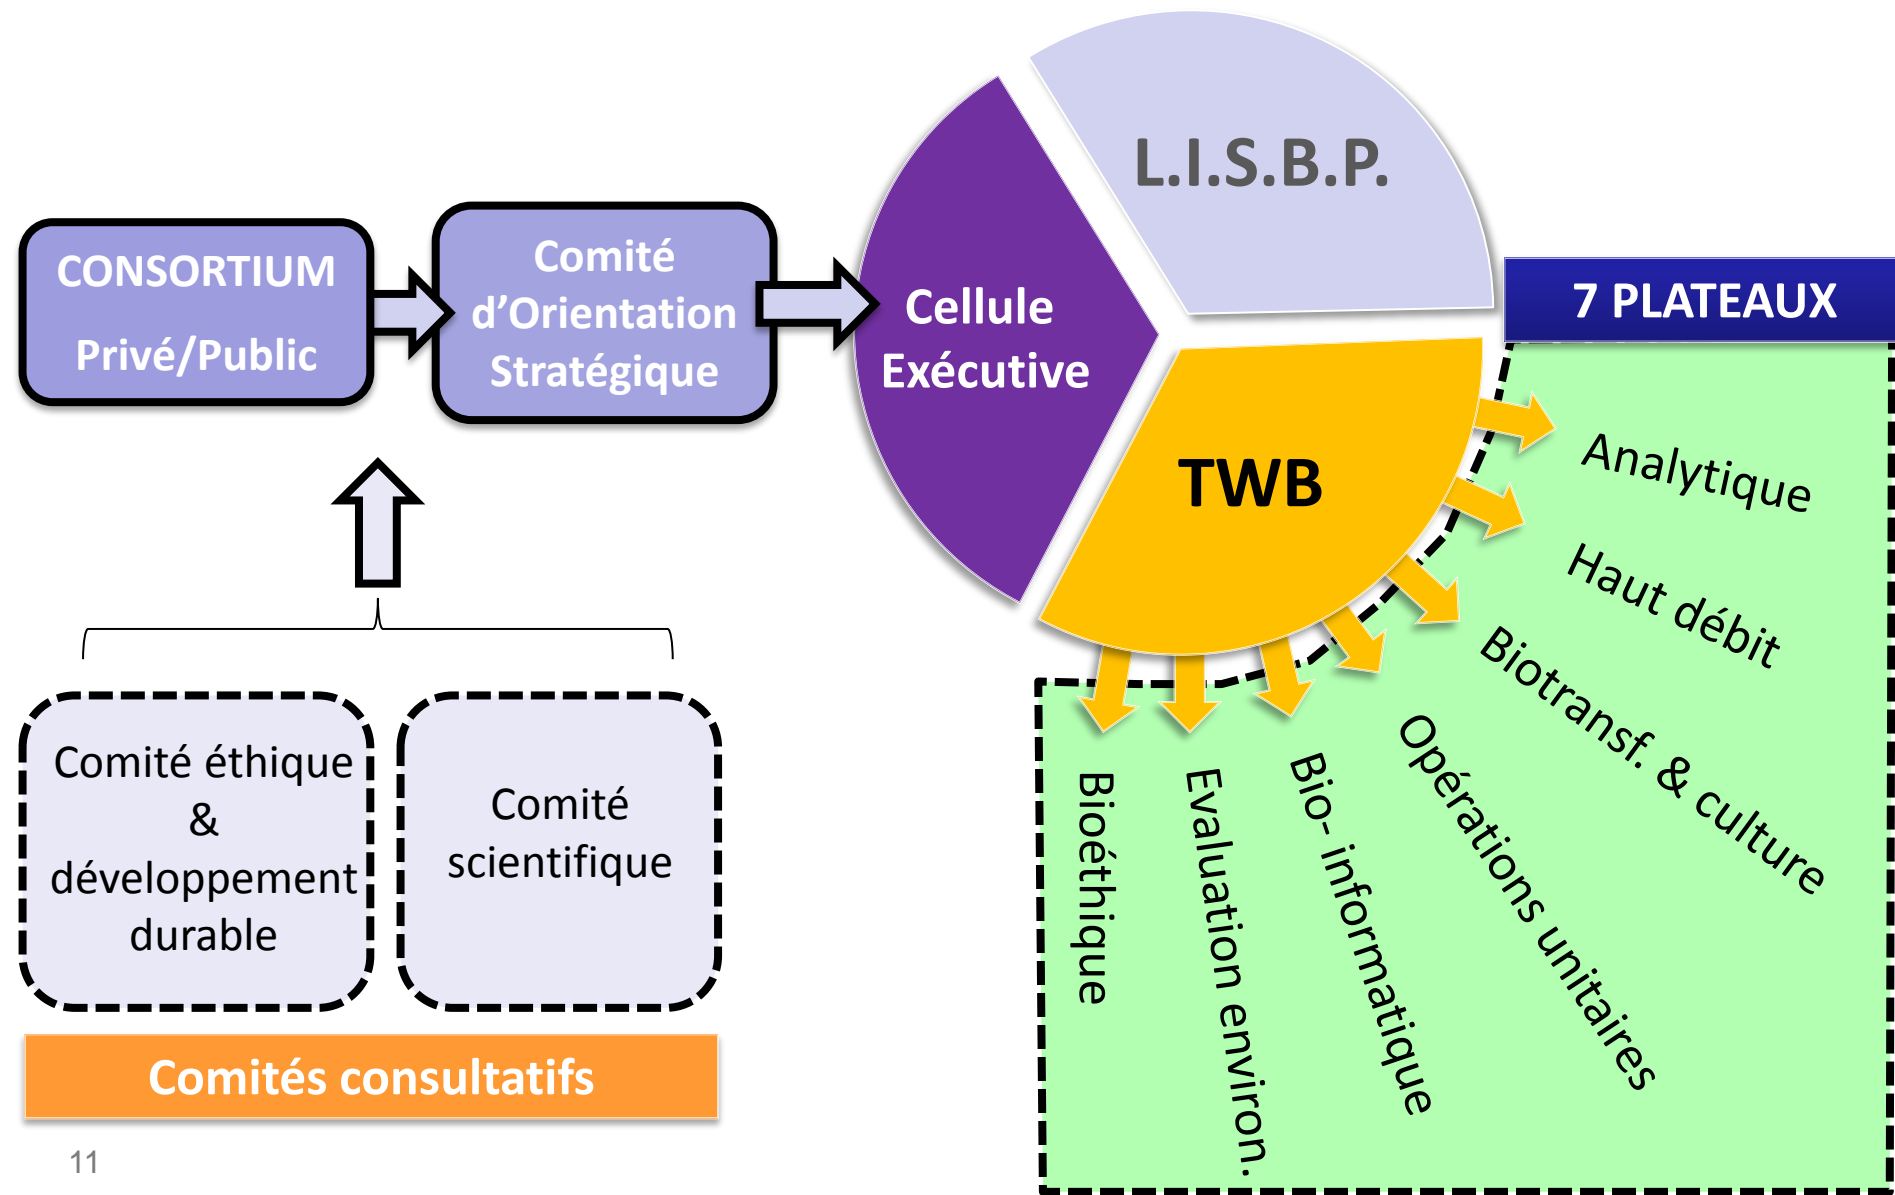 L.I.S.B.P.
CONSORTIUM
Privé/Public
Comité
d’Orientation
Stratégique
Cellule
Exécutive
7 PLATEAUX
TWB
Analytique
Haut débit
Biotransf. & culture
Opérations unitaires
Bio- informatique
Evaluation environ.
Bioéthique
Comité éthique
&
développement
durable
Comité
scientifique
Comités consultatifs
11